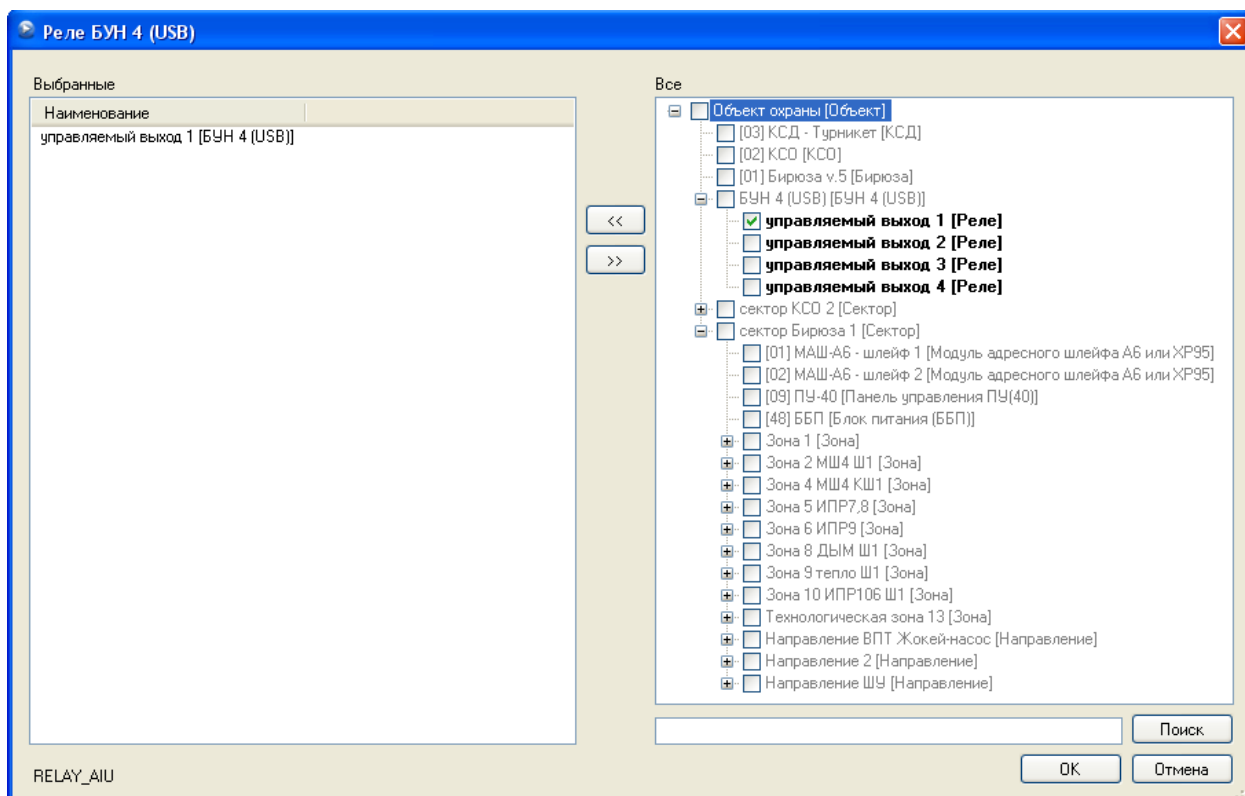 Реле БУН 4 (USB)
Выбранные
Наименование
управляемый выход 1 [БУН 4 (USB)]
<<
>>
Все
Объект охраны [Объект]
[03] КСД - Турникет [КСД]
[02] КСО [КСО]
[01] Бирюза v.5 [Бирюза]
БУН 4 (USB) [БУН 4 (USB)]
управляемый выход 1 [Реле]
управляемый выход 2 [Реле]
управляемый выход 3 [Реле]
управляемый выход 4 [Реле]
сектор КСО 2 [Сектор]
сектор Бирюза 1 [Сектор]
[01] МАШ-А6 - шлейф 1 [Модуль адресного шлейфа А6 или ХР95]
[02] МАШ-А6 - шлейф 2 [Модуль адресного шлейфа А6 или ХР95]
[09] ПУ-40 [Панель управления ПУ(40)]
[48] ББП [Блок питания (ББП)]
Зона 1 [Зона]
Зона 2 МШ4 Ш1 [Зона]
Зона 4 МШ4 КШ1 [Зона]
Зона 5 ИПР7,8 [Зона]
Зона 6 ИПР9 [Зона]
Зона 8 ДЫМ Ш1 [Зона]
Зона 9 тепло Ш1 [Зона]
Зона 10 ИПР106 Ш1 [Зона]
Технологическая зона 13 [Зона]
Направление ВПТ Жокей-насос [Направление]
Направление 2 [Направление]
Направление ШУ [Направление]
Поиск
RELAY_AIU
OK
Отмена